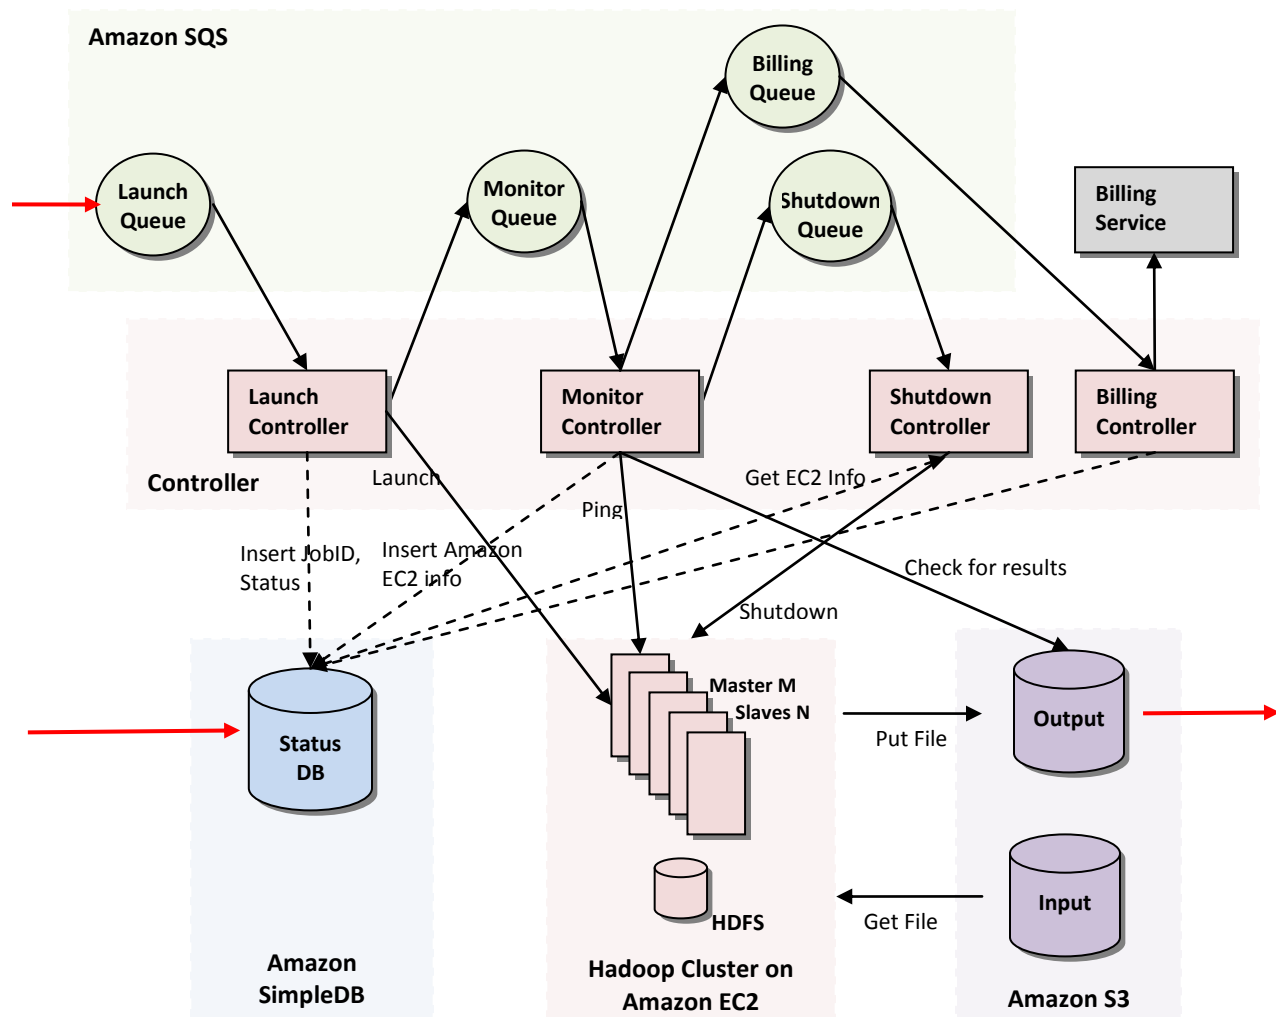 Amazon SQS
Billing
Queue
Launch
Queue
Monitor
Queue
Shutdown
Queue
Billing
Service
Launch
Controller
Monitor
Controller
Shutdown
Controller
Billing
Controller
Controller
Launch
Ping
Get EC2 Info
Insert JobID,
Status
Insert Amazon
EC2 info
Check for results
Shutdown
Master M
Slaves N
Status
DB
Put File
Output
Input
Get File
HDFS
Amazon
SimpleDB
Hadoop Cluster on
Amazon EC2
Amazon S3